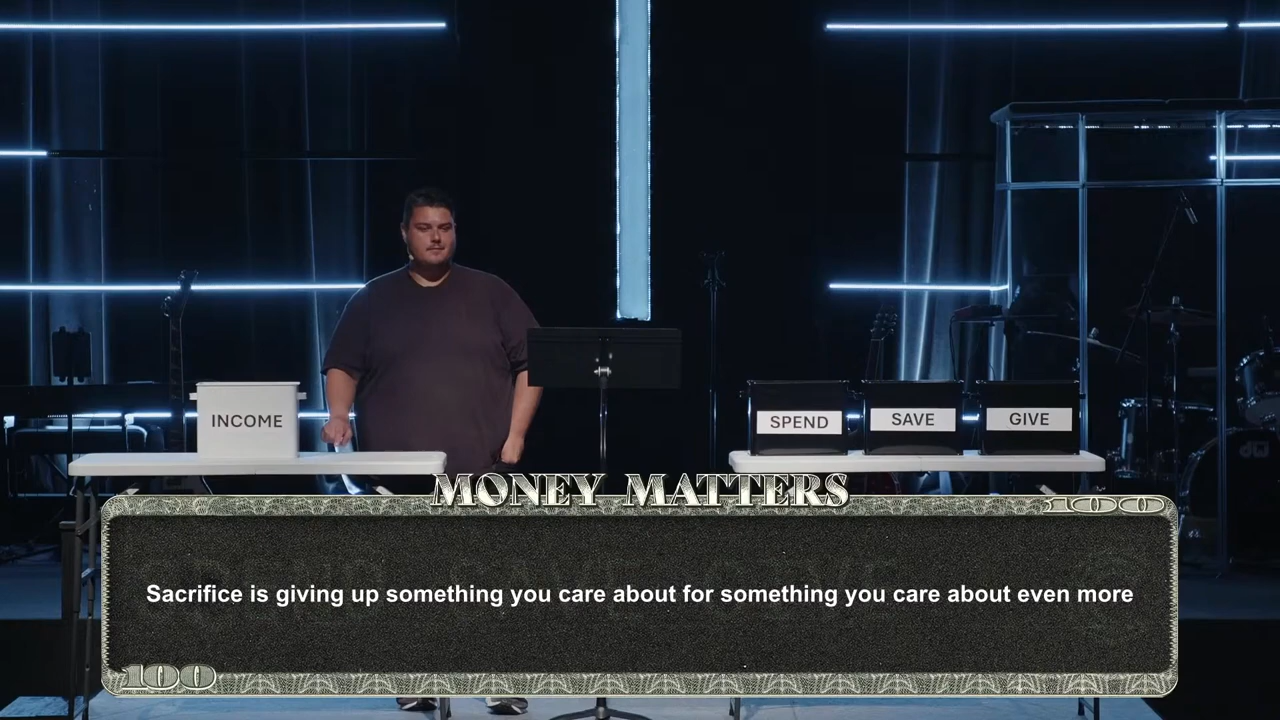 INCOME
SPEND
SAVE
GIVE
MONEY MATTERS
100
Sacrifice is giving up something you care about for something you care about even more
100